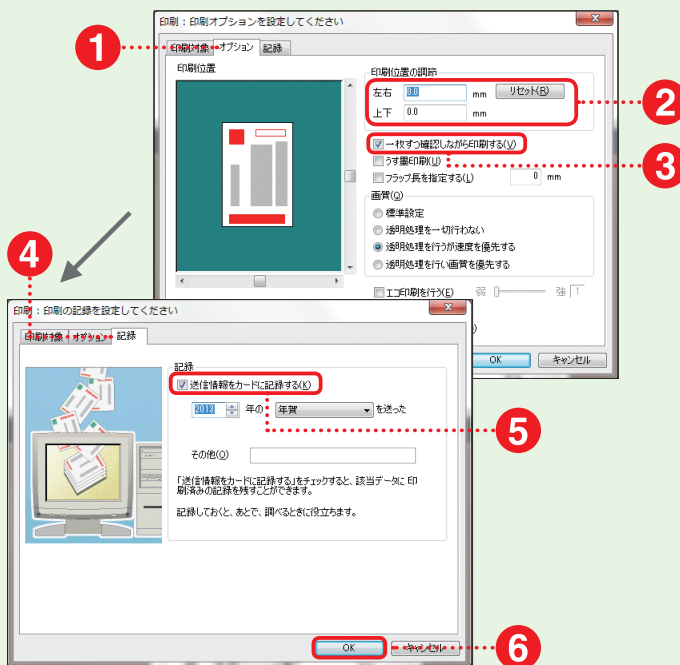 印刷：印刷オプションを設定してください
1
印刷対象 オプション 記録
印刷位置
印刷位置の調節
左右 0.0 mm リセット(R)
上下 0.0 mm
2
一枚ずつ確認しながら印刷する(V)
うす墨印刷(U)
3
フラップ長を指定する(L) 0 mm
画質(Q)
標準設定
透明処理を一切行わない
透明処理を行うが速度を優先する
透明処理を行い画質を優先する
エコ印刷を行う(E) 弱 強 1
)
OK キャンセル
4
印刷：印刷の記録を設定してください
印刷対象 オプション 記録
記録
送信情報をカードに記録する(K)
2018 年の 年賀 を送った
5
その他(O)
「送信情報をカードに記録する」をチェックすると、該当データに 印
刷済みの記録を残すことができます。
記録しておくと、あとで、調べるときに役立ちます。
OK キャンセル
6